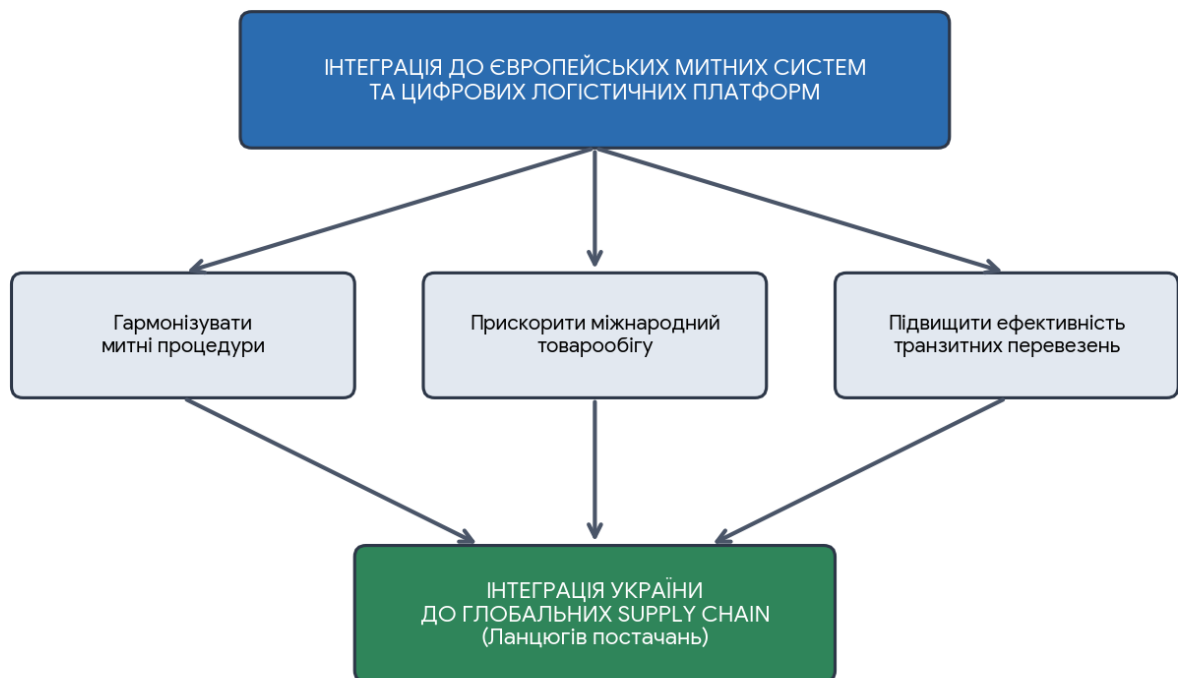 ІНТЕГРАЦІЯ ДО ЄВРОПЕЙСЬКИХ МИТНИХ СИСТЕМ
ТА ЦИФРОВИХ ЛОГІСТИЧНИХ ПЛАТФОРМ
Гармонізувати
митні процедури
Прискорити міжнародний
товарообігу
Підвищити ефективність
транзитних перевезень
ІНТЕГРАЦІЯ УКРАЇНИ
ДО ГЛОБАЛЬНИХ SUPPLY CHAIN
(Ланцюгів постачань)